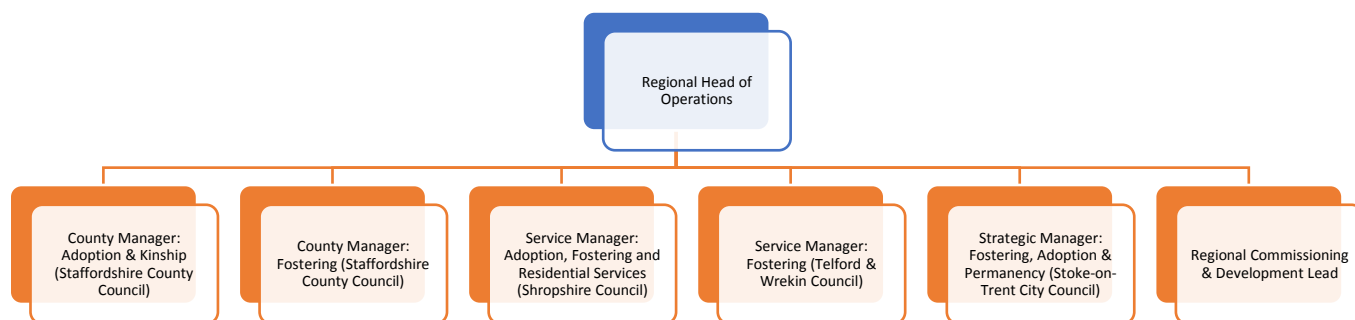 Regional Head of
Operations
County Manager:
Adoption & Kinship
(Staffordshire County
Council)
County Manager:
Fostering (Staffordshire
County Council)
Service Manager:
Adoption, Fostering and
Residential Services
(Shropshire Council)
Service Manager:
Fostering (Telford &
Wrekin Council)
Strategic Manager:
Fostering, Adoption &
Permanency (Stoke-on-
Trent City Council)
Regional Commissioning
& Development Lead